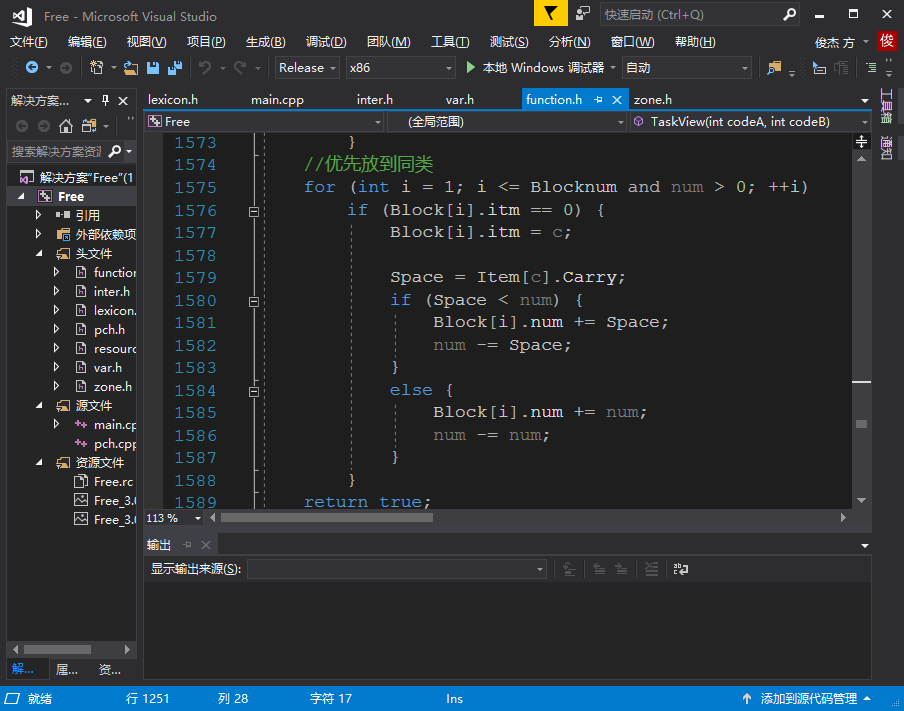 Free - Microsoft Visual Studio
快速启动 (Ctrl+Q)
文件(F) 编辑(E) 视图(V) 项目(P) 生成(B) 调试(D) 团队(M) 工具(T) 测试(S) 分析(N) 窗口(W) 帮助(H) 俊杰 方 俊
Release x86 本地 Windows 调试器 自动
解决方案...
搜索解决方案资源
解决方案"Free"(1
Free
引用
外部依赖项
头文件
function
inter.h
lexicon.
pch.h
resourc
var.h
zone.h
源文件
main.cp
pch.cpp
资源文件
Free.rc
Free_3.0
Free_3.0
解... 属... 资...
lexicon.h main.cpp inter.h var.h function.h zone.h
Free (全局范围) TaskView(int codeA, int codeB)
1573 }
1574 //优先放到同类
1575 for (int i = 1; i <= Blocknum and num > 0; ++i)
1576 if (Block[i].itm == 0) {
1577 Block[i].itm = c;
1578
1579 Space = Item[c].Carry;
1580 if (Space < num) {
1581 Block[i].num += Space;
1582 num -= Space;
1583 }
1584 else {
1585 Block[i].num += num;
1586 num -= num;
1587 }
1588 }
1589 return true;
113 %
输出
显示输出来源(S):
工具箱
通知
就绪 行 1251 列 28 字符 17 Ins 添加到源代码管理